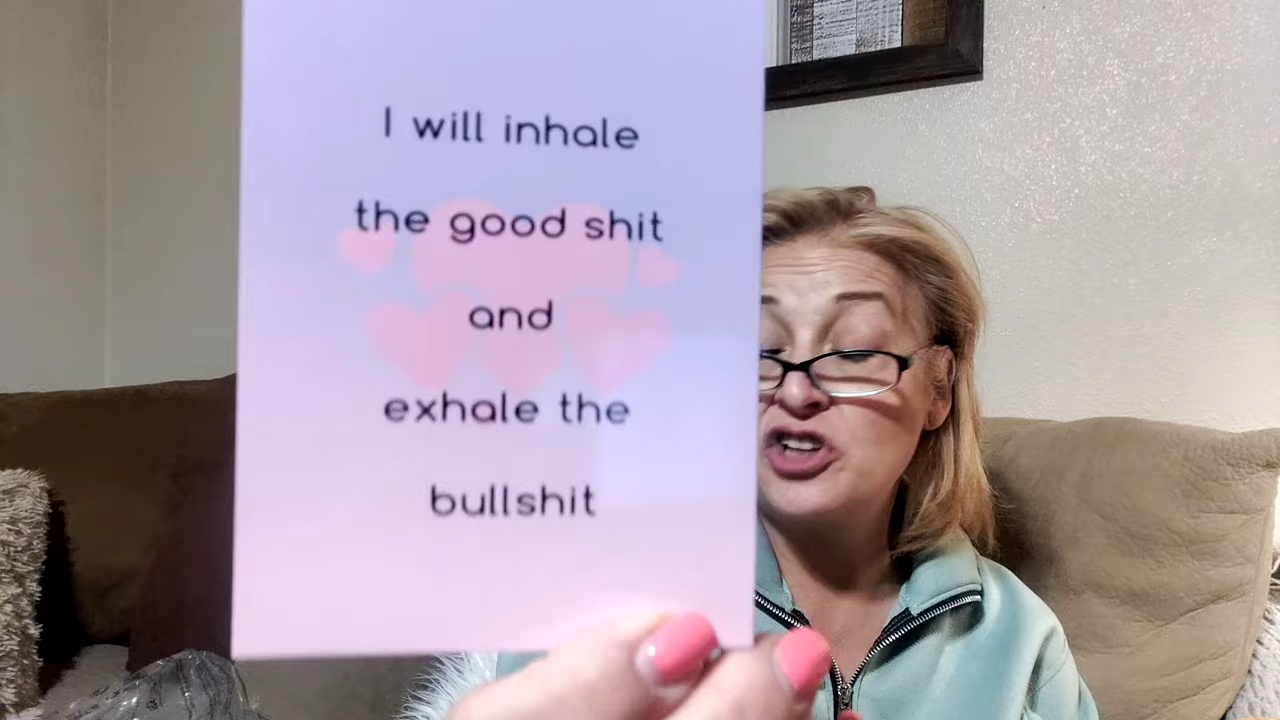 I will inhale
the good shit
and
exhale the
bullshit